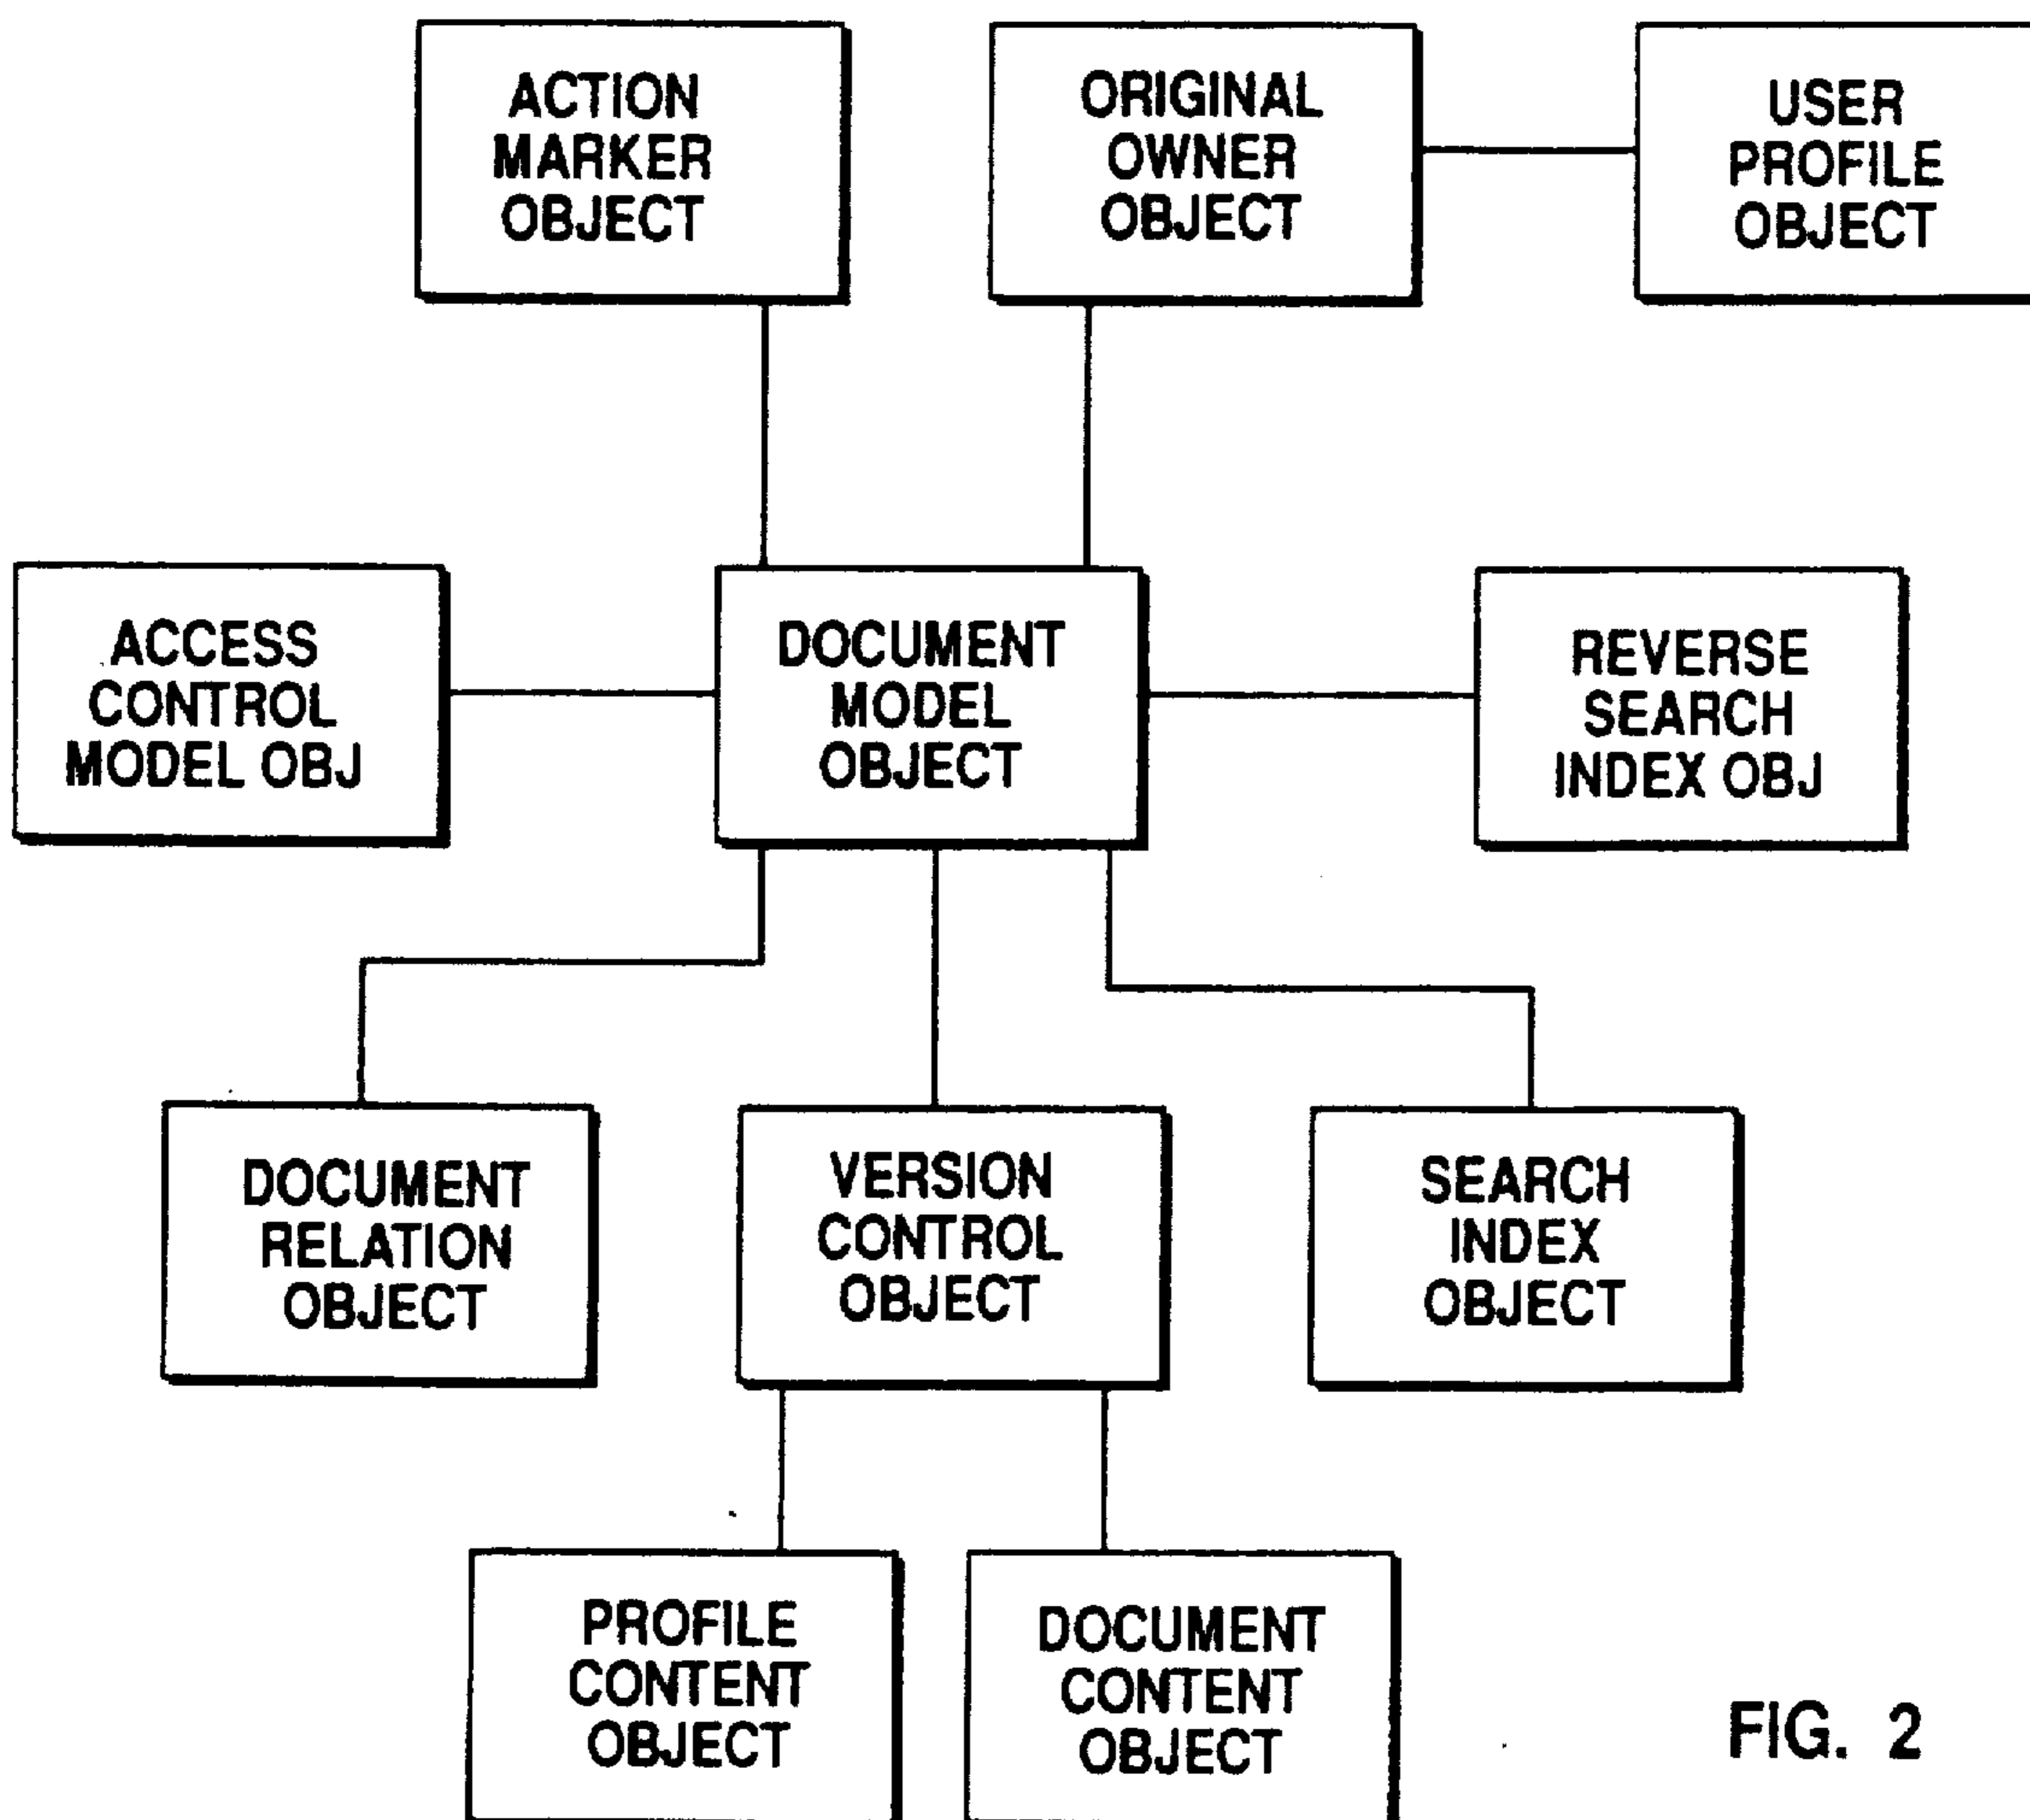 ACTION
MARKER
OBJECT
ORIGINAL
OWNER
OBJECT
USER
PROFILE
OBJECT
ACCESS
CONTROL
MODEL OBJ
DOCUMENT
MODEL
OBJECT
REVERSE
SEARCH
INDEX OBJ
DOCUMENT
RELATION
OBJECT
VERSION
CONTROL
OBJECT
SEARCH
INDEX
OBJECT
PROFILE
CONTENT
OBJECT
DOCUMENT
CONTENT
OBJECT
FIG. 2